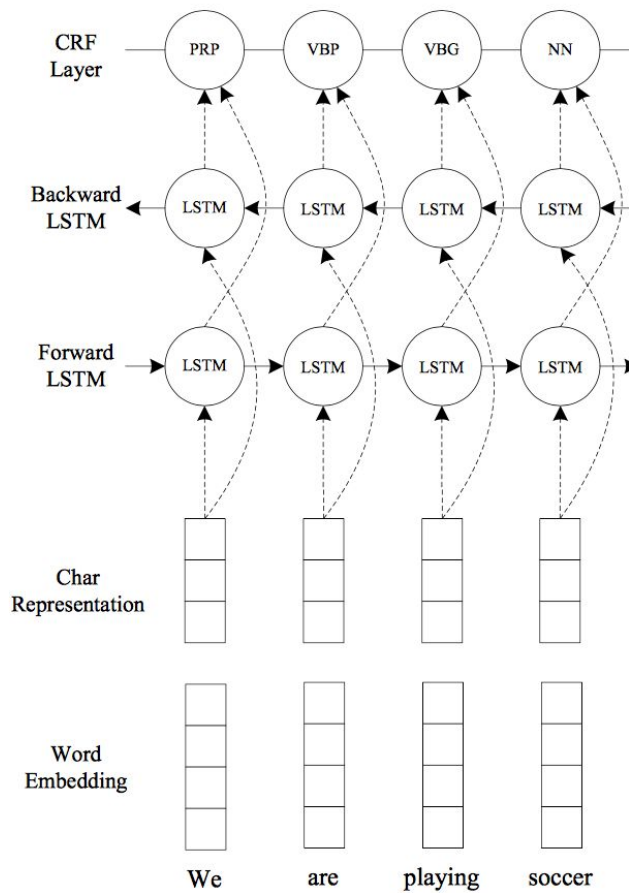 CRF
Layer
PRP
VBP
VBG
NN
Backward
LSTM
LSTM
LSTM
LSTM
LSTM
Forward
LSTM
LSTM
LSTM
LSTM
LSTM
Char
Representation
Word
Embedding
We
are
playing
soccer